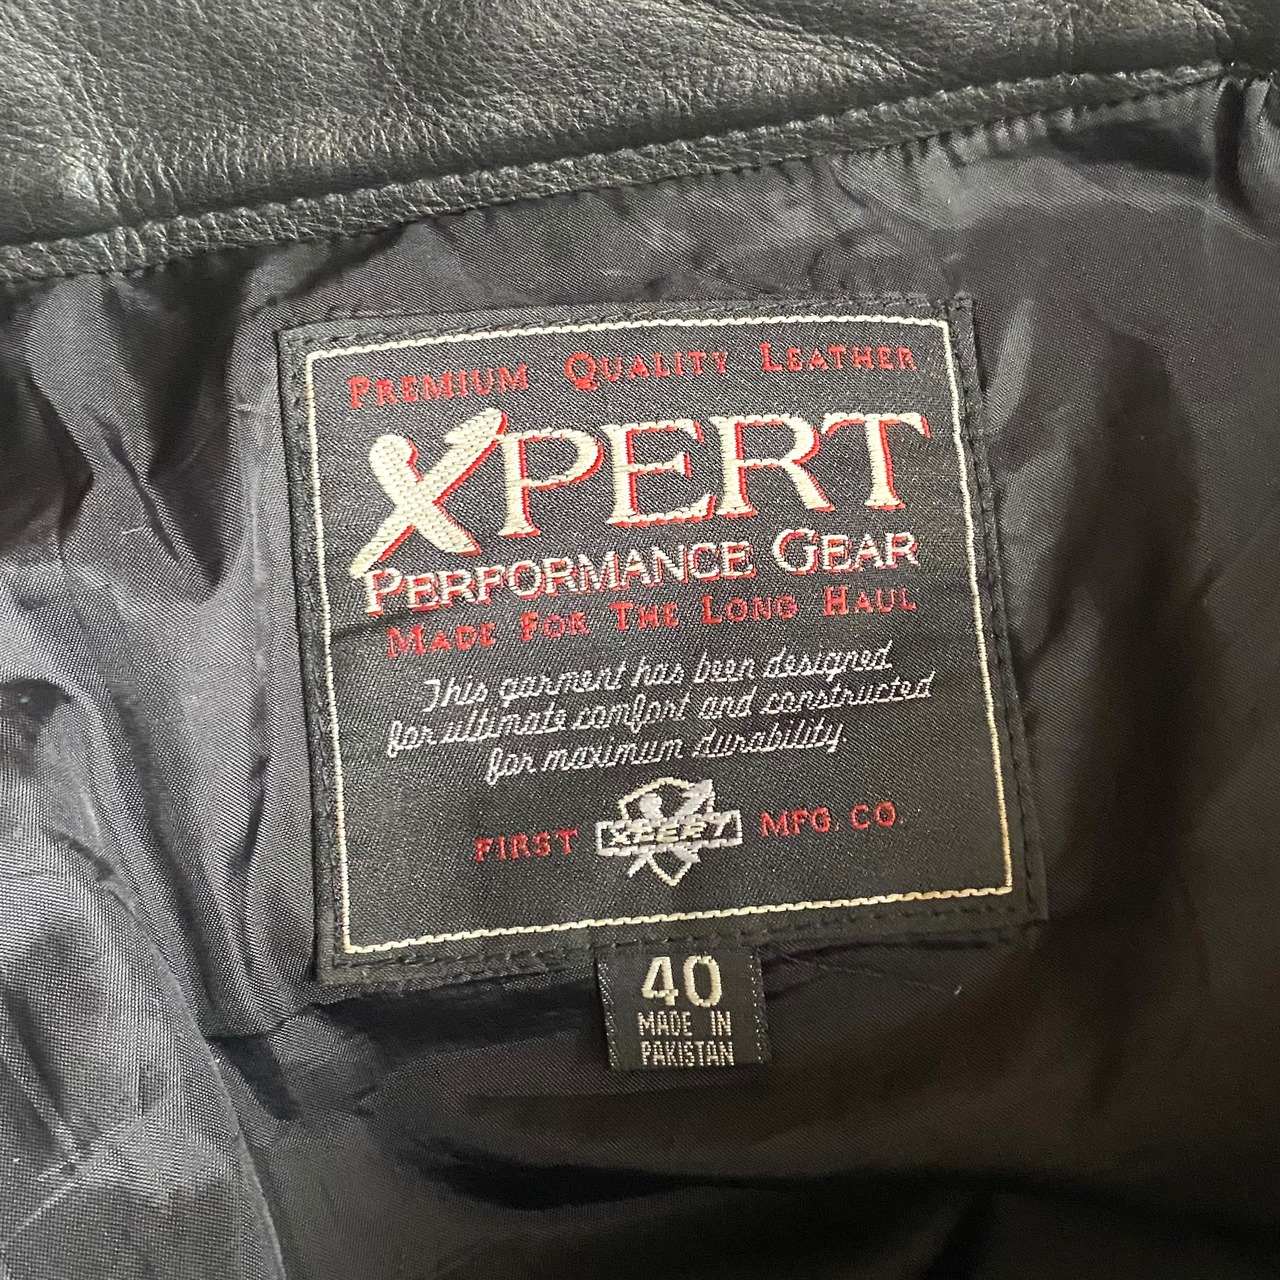 PREMIUM QUALITY LEATHER
XPERT
PERFORMANCE GEAR
MADE FOR THE LONG HAUL
This garment has been designed
for ultimate comfort and constructed
for maximum durability.
FIRST XPERT MFG. CO.
40
MADE IN
PAKISTAN